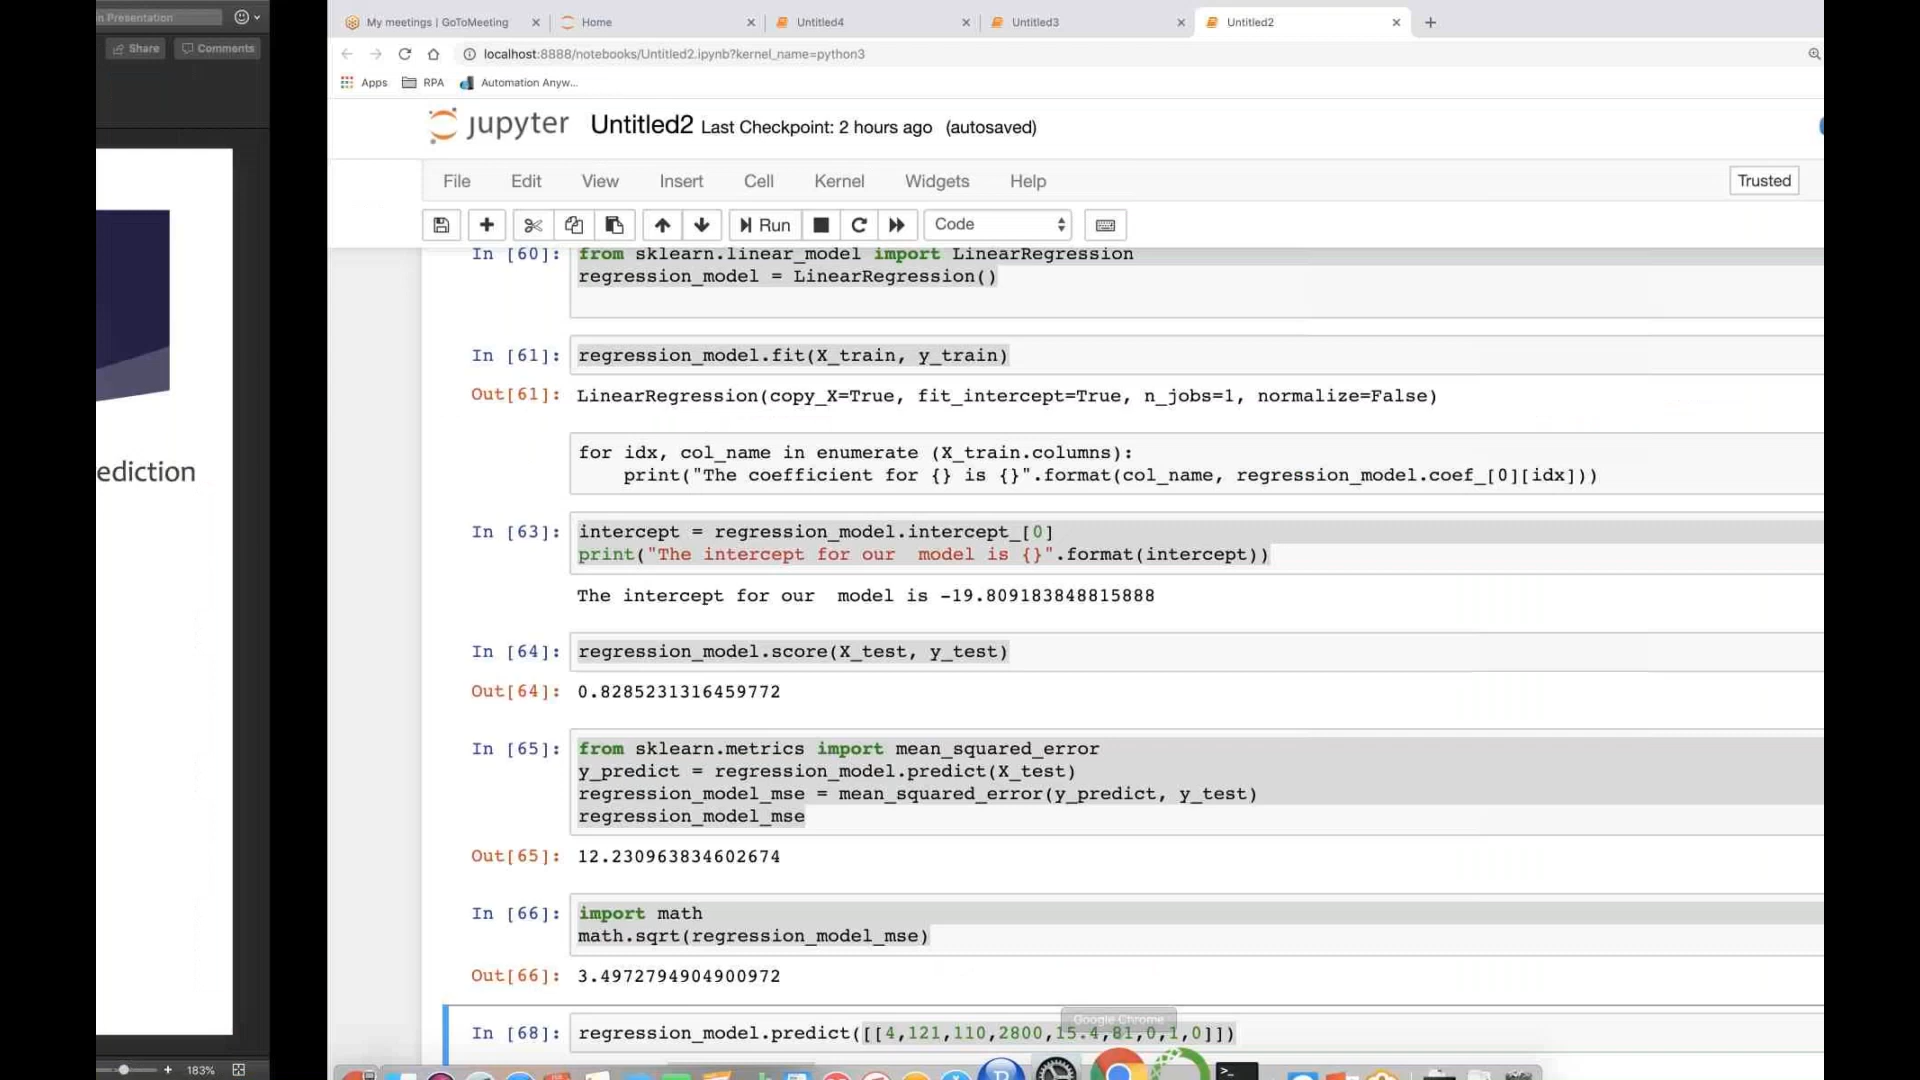 in Presentation
Share
Comments
ediction
183%
My meetings | GoToMeeting
Home
Untitled4
Untitled3
Untitled2
localhost:8888/notebooks/Untitled2.ipynb?kernel_name=python3
Apps
RPA
Automation Anyw...
jupyter Untitled2 Last Checkpoint: 2 hours ago (autosaved)
File Edit View Insert Cell Kernel Widgets Help
Trusted
Run
Code
In [60]: from sklearn.linear_model import LinearRegression
regression_model = LinearRegression()
In [61]: regression_model.fit(X_train, y_train)
Out[61]: LinearRegression(copy_X=True, fit_intercept=True, n_jobs=1, normalize=False)
for idx, col_name in enumerate (X_train.columns):
print("The coefficient for {} is {}".format(col_name, regression_model.coef_[0][idx]))
In [63]: intercept = regression_model.intercept_[0]
print("The intercept for our  model is {}".format(intercept))
The intercept for our  model is -19.809183848815888
In [64]: regression_model.score(X_test, y_test)
Out[64]: 0.8285231316459772
In [65]: from sklearn.metrics import mean_squared_error
y_predict = regression_model.predict(X_test)
regression_model_mse = mean_squared_error(y_predict, y_test)
regression_model_mse
Out[65]: 12.230963834602674
In [66]: import math
math.sqrt(regression_model_mse)
Out[66]: 3.4972794904900972
Google Chrome
In [68]: regression_model.predict([[4,121,110,2800,15.4,81,0,1,0]])